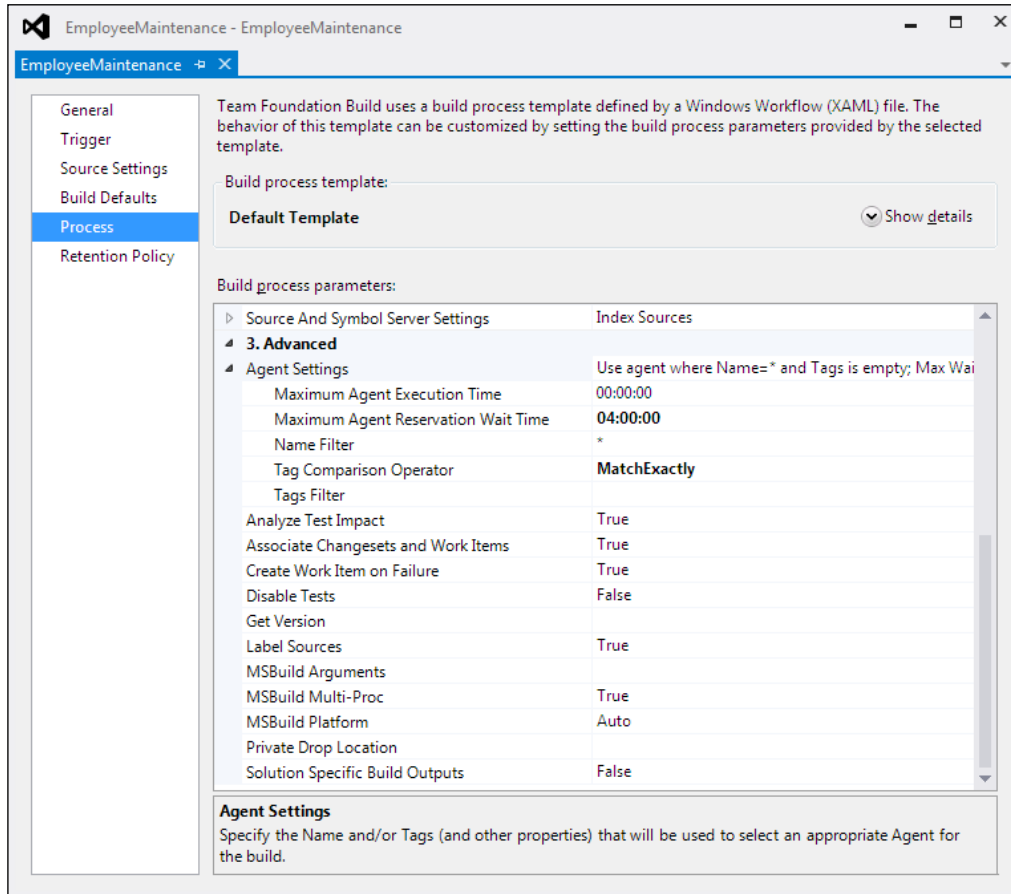 EmployeeMaintenance - EmployeeMaintenance
EmployeeMaintenance
General
Trigger
Source Settings
Build Defaults
Process
Retention Policy
Team Foundation Build uses a build process template defined by a Windows Workflow (XAML) file. The
behavior of this template can be customized by setting the build process parameters provided by the selected
template.
Build process template:
Default Template
Show details
Build process parameters:
Source And Symbol Server Settings Index Sources
3. Advanced
Agent Settings Use agent where Name=* and Tags is empty; Max Wai
Maximum Agent Execution Time 00:00:00
Maximum Agent Reservation Wait Time 04:00:00
Name Filter *
Tag Comparison Operator MatchExactly
Tags Filter
Analyze Test Impact True
Associate Changesets and Work Items True
Create Work Item on Failure True
Disable Tests False
Get Version
Label Sources True
MSBuild Arguments
MSBuild Multi-Proc True
MSBuild Platform Auto
Private Drop Location
Solution Specific Build Outputs False
Agent Settings
Specify the Name and/or Tags (and other properties) that will be used to select an appropriate Agent for
the build.